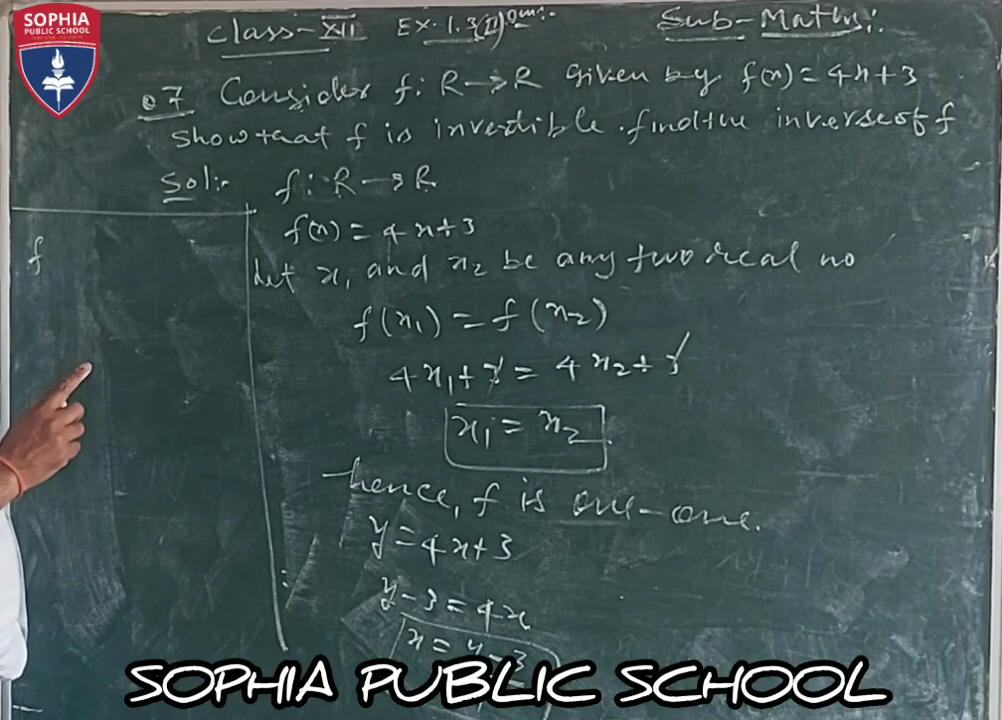 SOPHIA
PUBLIC SCHOOL
Class-XII Ex. 1.3(II) Sub-Maths:
Q7 Consider f: R→R given by f(x) = 4x+3
Show that f is invertible. find the inverse of f
Sol:- f: R→R
f(x) = 4x+3
Let x₁ and x₂ be any two real no
f
f(x₁) = f(x₂)
4x₁+3 = 4x₂+3
x₁ = x₂
hence, f is one-one.
y = 4x+3
y-3 = 4x
x = y-3
SOPHIA PUBLIC SCHOOL